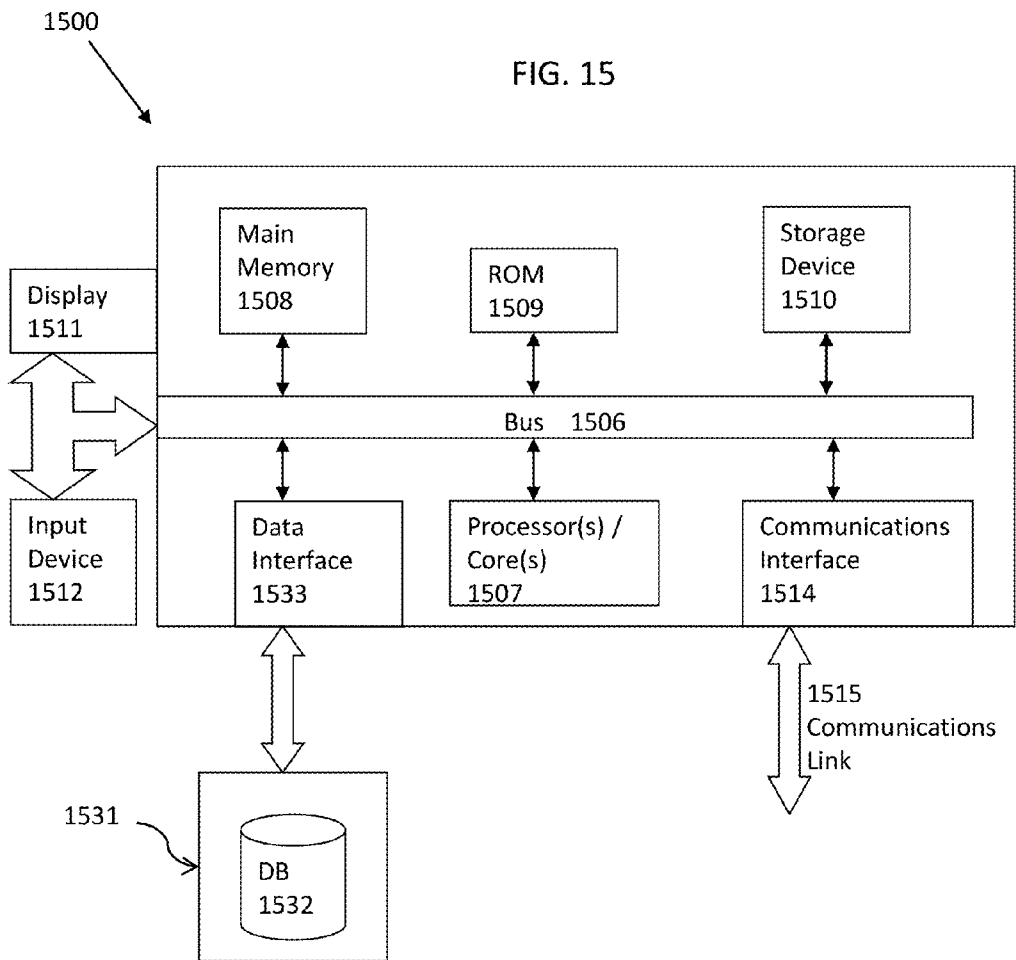 1500
FIG. 15
Main
Memory
1508
ROM
1509
Storage
Device
1510
Display
1511
Bus 1506
Input
Device
1512
Data
Interface
1533
Processor(s) /
Core(s)
1507
Communications
Interface
1514
1515
Communications
Link
1531
DB
1532